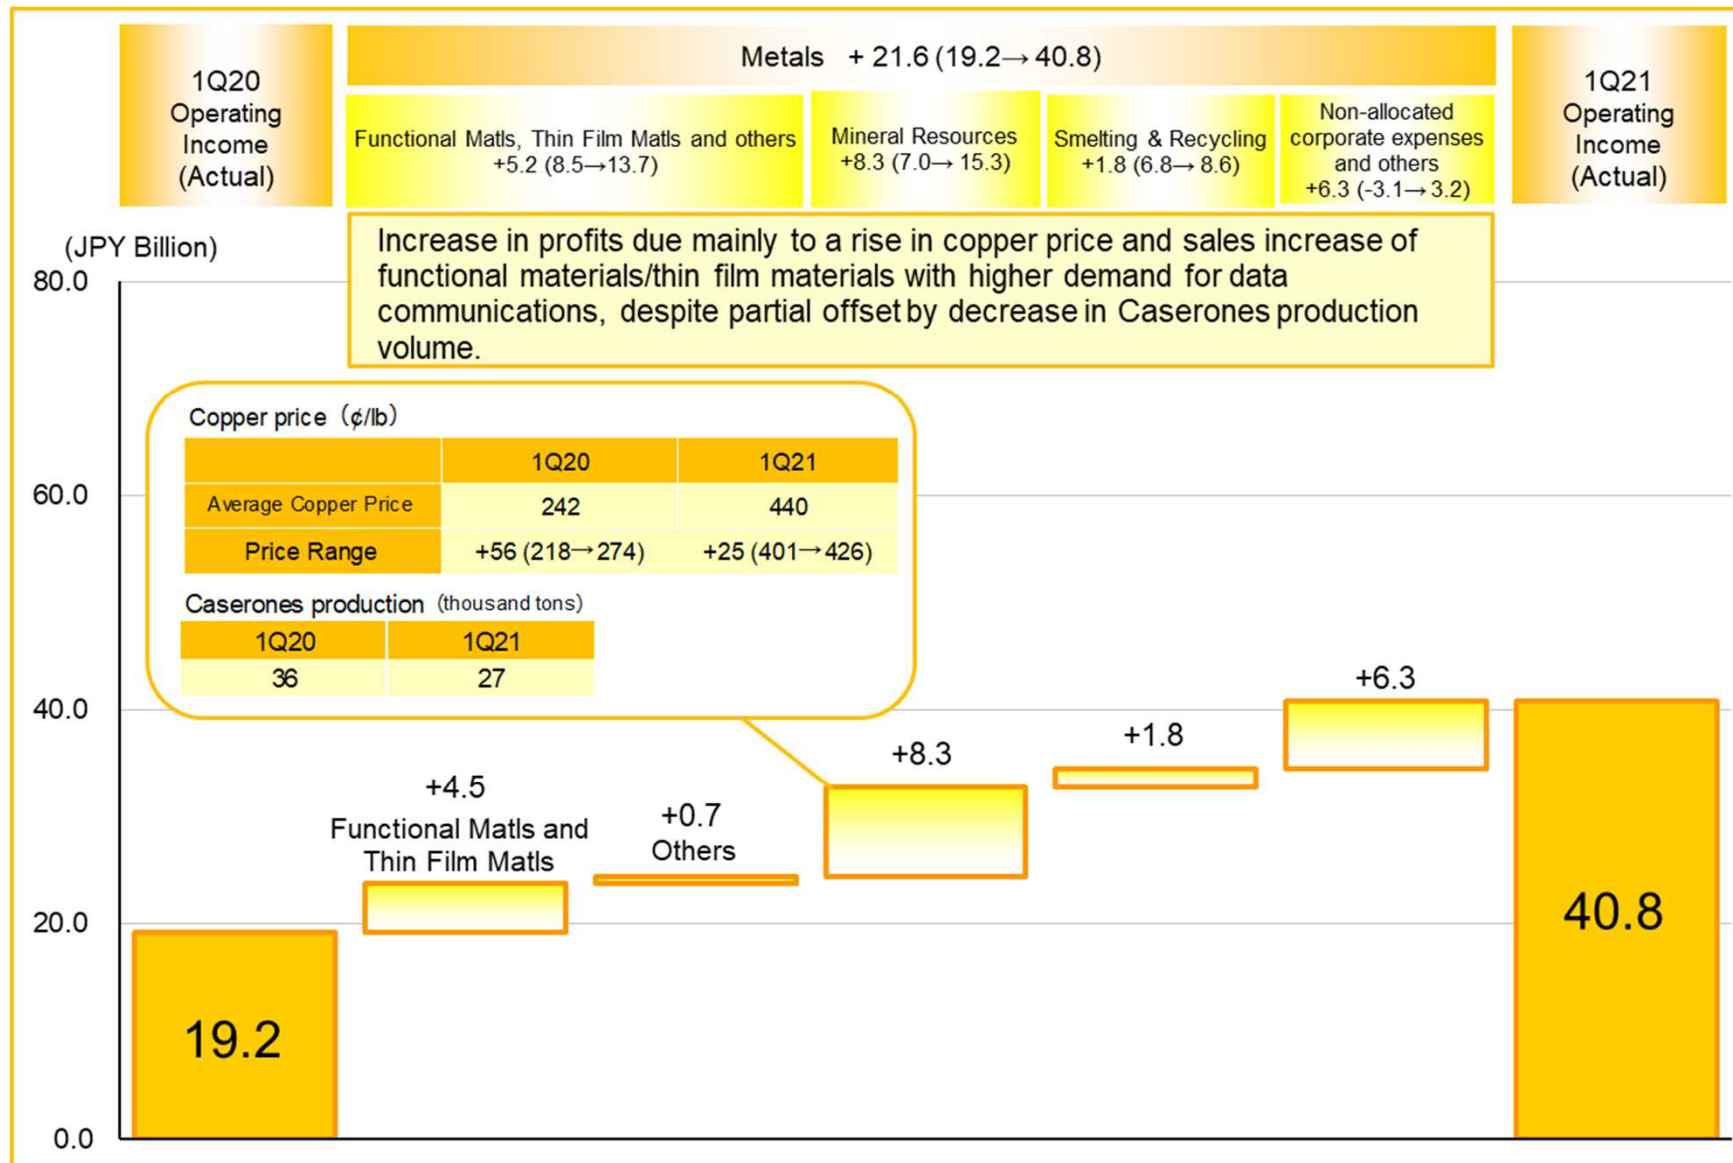 1Q20
Operating
Income
(Actual)
Metals + 21.6 (19.2→ 40.8)
Functional Matls, Thin Film Matls and others
+5.2 (8.5→13.7)
Mineral Resources
+8.3 (7.0→ 15.3)
Smelting & Recycling
+1.8 (6.8→ 8.6)
Non-allocated
corporate expenses
and others
+6.3 (-3.1→ 3.2)
1Q21
Operating
Income
(Actual)
(JPY Billion)
Increase in profits due mainly to a rise in copper price and sales increase of
functional materials/thin film materials with higher demand for data
communications, despite partial offset by decrease in Caserones production
volume.
80.0
60.0
40.0
20.0
0.0
Copper price (¢/lb)
1Q20 1Q21
Average Copper Price 242 440
Price Range +56 (218→274) +25 (401→426)
Caserones production (thousand tons)
1Q20 1Q21
36 27
19.2
+4.5
Functional Matls and
Thin Film Matls
+0.7
Others
+8.3
+1.8
+6.3
40.8